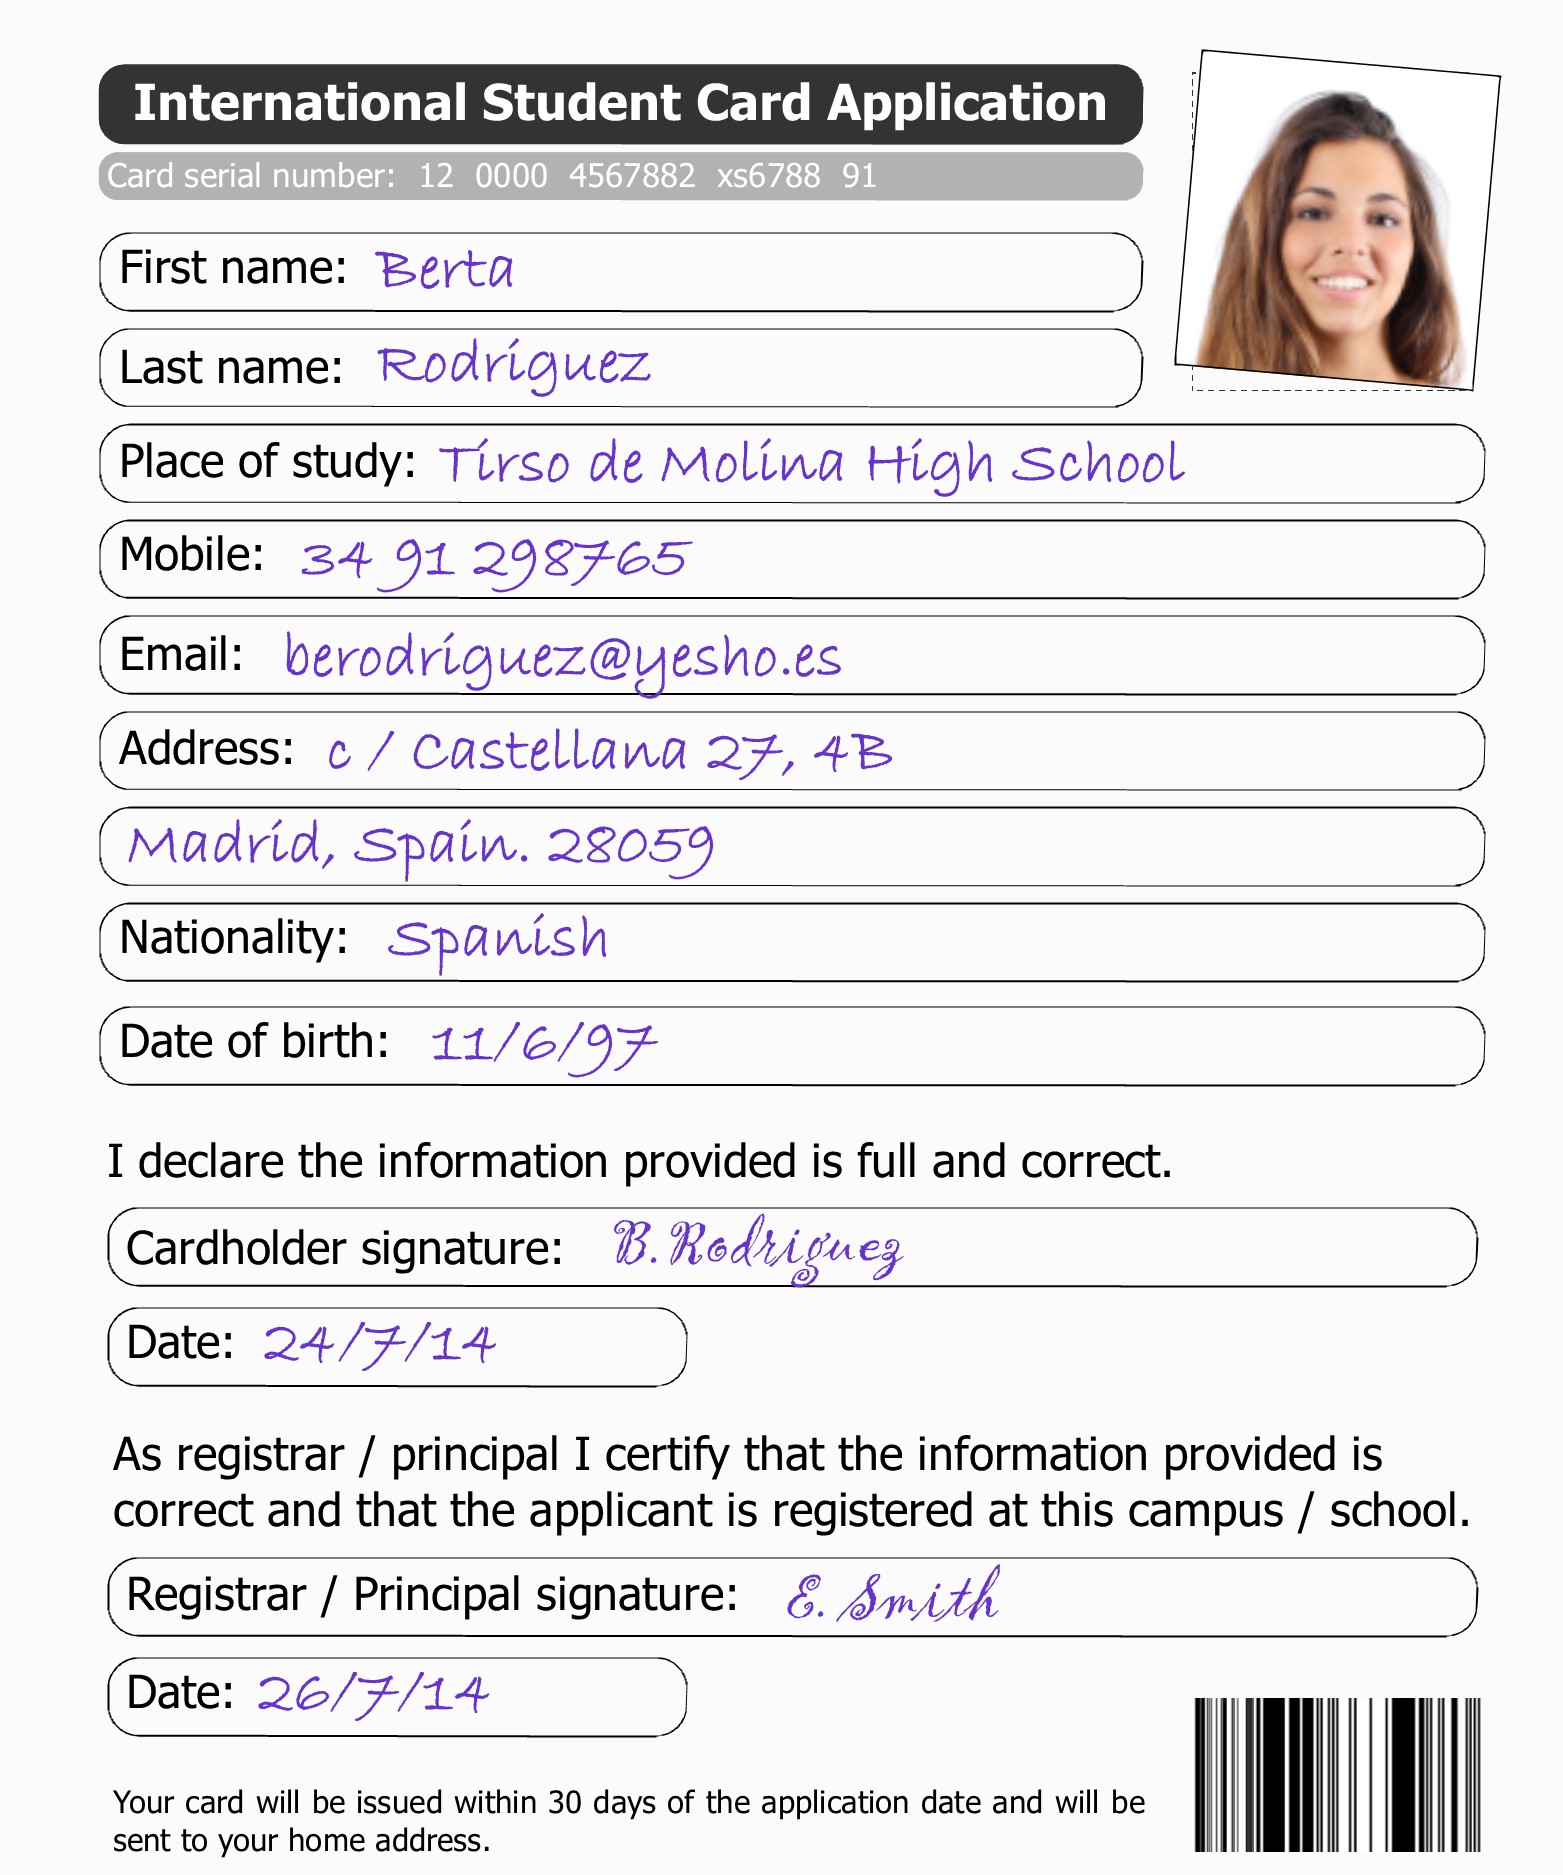 International Student Card Application
Card serial number: 12 0000 4567882 xs6788 91
First name: Berta
Last name: Rodriguez
Place of study: Tirso de Molina High School
Mobile: 34 91 298765
Email: berodriguez@yesho.es
Address: c / Castellana 27, 4B
Madrid, Spain. 28059
Nationality: Spanish
Date of birth: 11/6/97
I declare the information provided is full and correct.
Cardholder signature: B. Rodriguez
Date: 24/7/14
As registrar / principal I certify that the information provided is
correct and that the applicant is registered at this campus / school.
Registrar / Principal signature: E. Smith
Date: 26/7/14
Your card will be issued within 30 days of the application date and will be
sent to your home address.